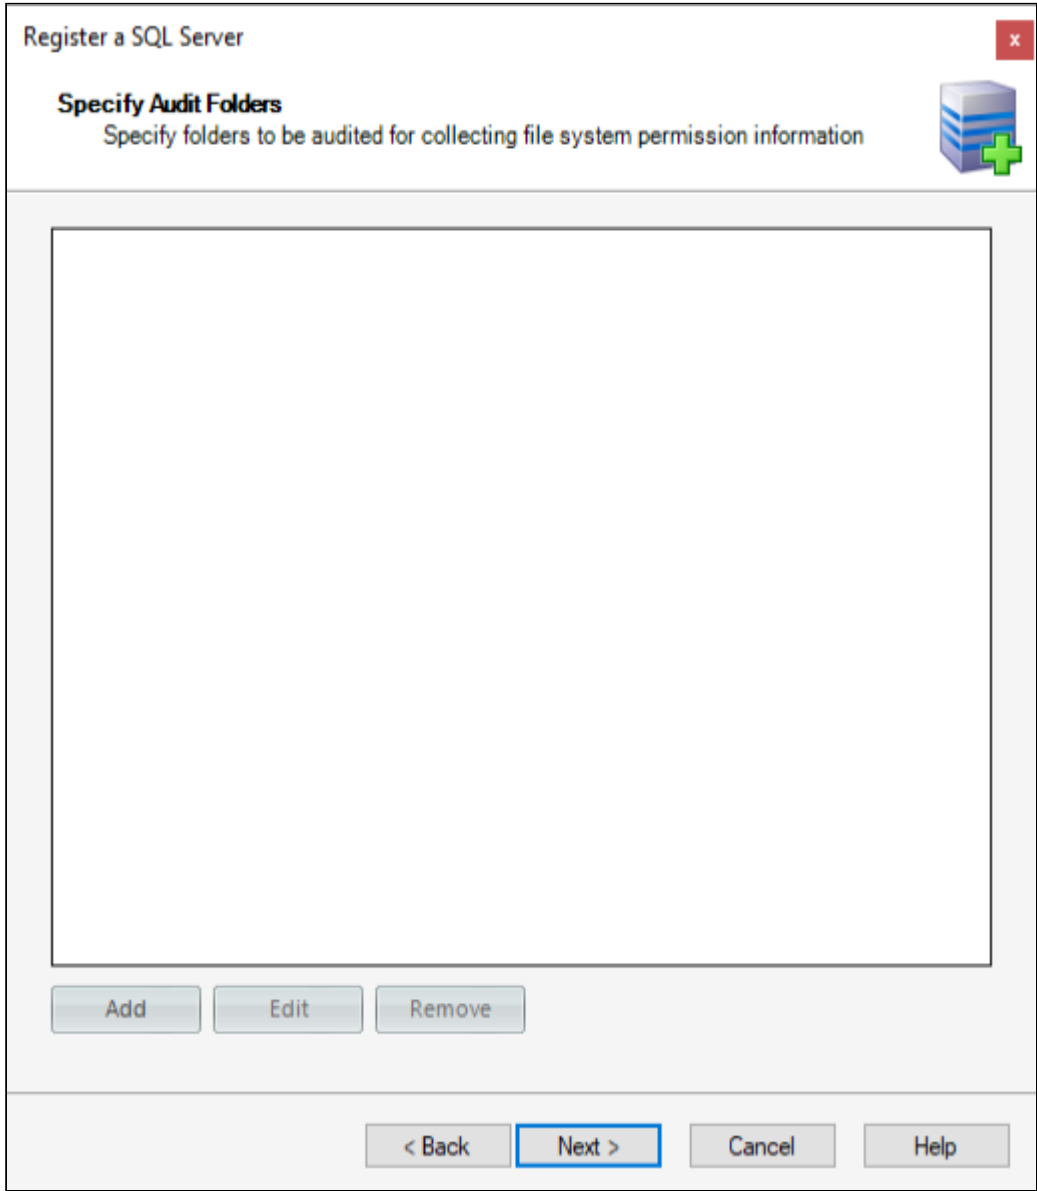 Register a SQL Server
x
Specify Audit Folders
Specify folders to be audited for collecting file system permission information
Add Edit Remove
< Back Next > Cancel Help